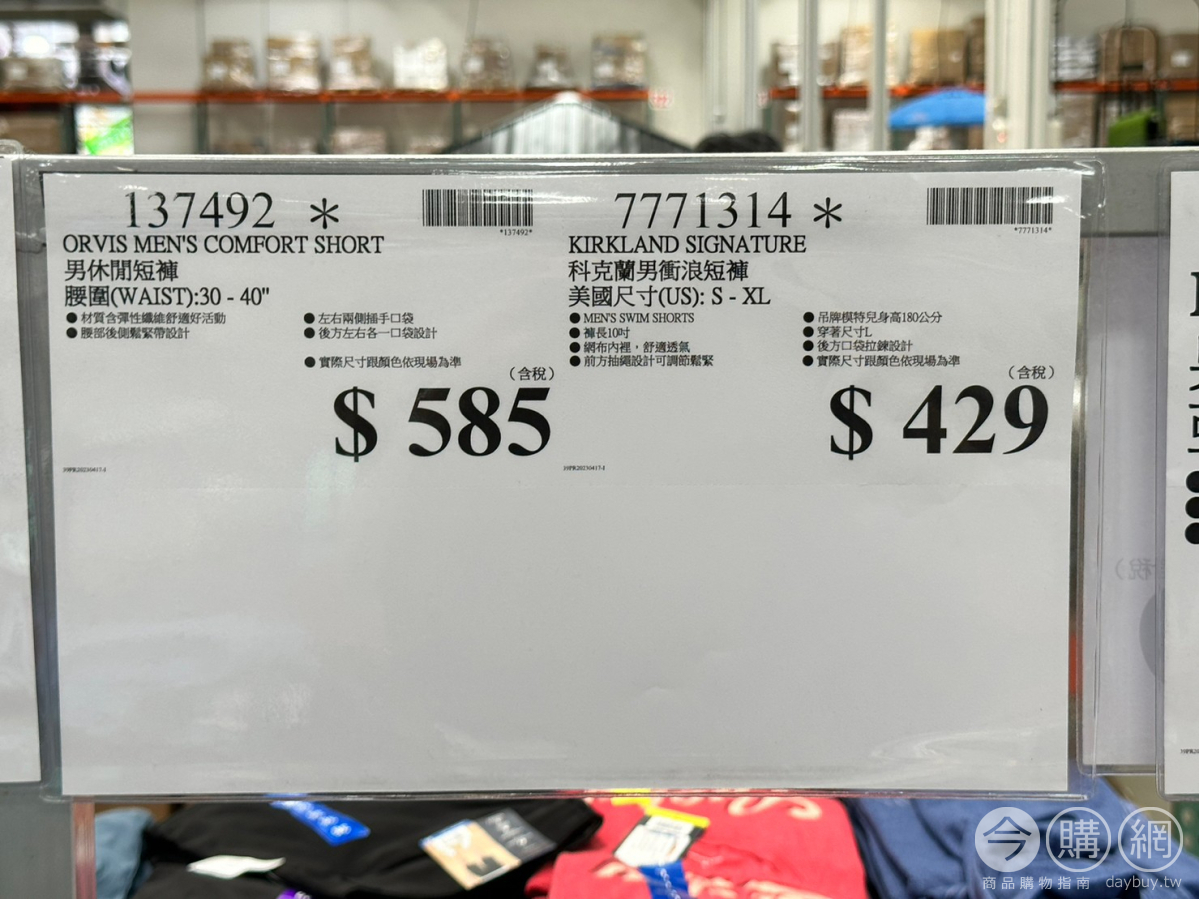 137492 *
*137492*
ORVIS MEN'S COMFORT SHORT
男休閒短褲
腰圍(WAIST):30 - 40"
●材質含彈性纖維舒適好活動
●腰部後側鬆緊帶設計
●左右兩側插手口袋
●後方左右各一口袋設計
●實際尺寸跟顏色依現場為準
(含稅)
$ 585
39PR20230417-J
7771314 *
*7771314*
KIRKLAND SIGNATURE
科克蘭男衝浪短褲
美國尺寸(US): S - XL
●MEN'S SWIM SHORTS
●褲長10吋
●網布內裡，舒適透氣
●前方抽繩設計可調節鬆緊
●吊牌模特兒身高180公分
●穿著尺寸L
●後方口袋拉鍊設計
●實際尺寸跟顏色依現場為準
(含稅)
$ 429
39PR20230417-J
今購網
商品購物指南 daybuy.tw